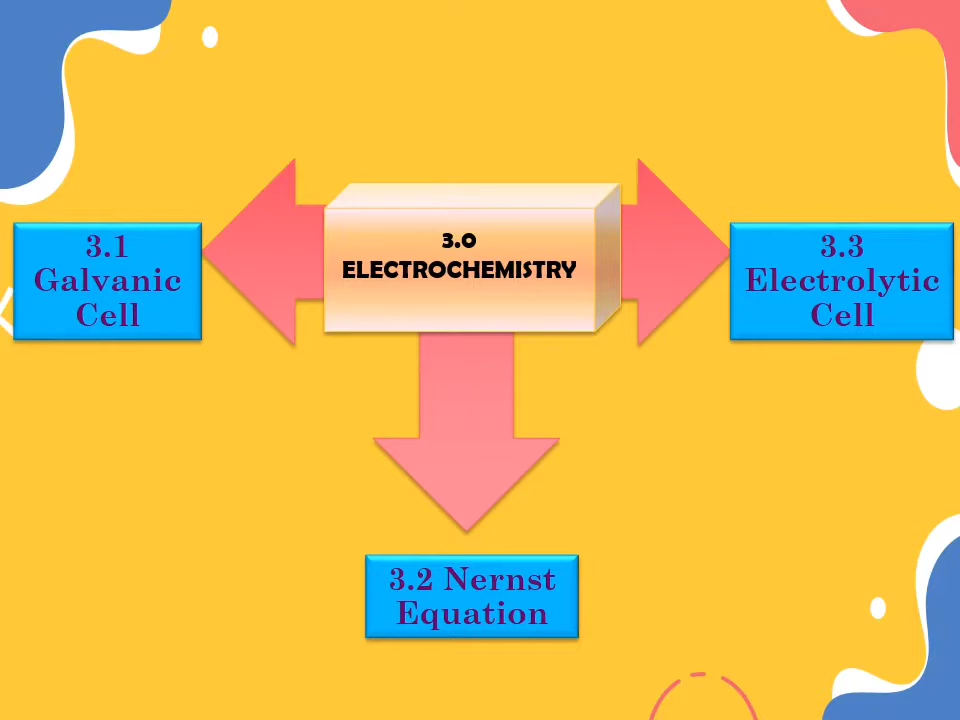 3.0
ELECTROCHEMISTRY
3.1
Galvanic
Cell
3.3
Electrolytic
Cell
3.2 Nernst
Equation